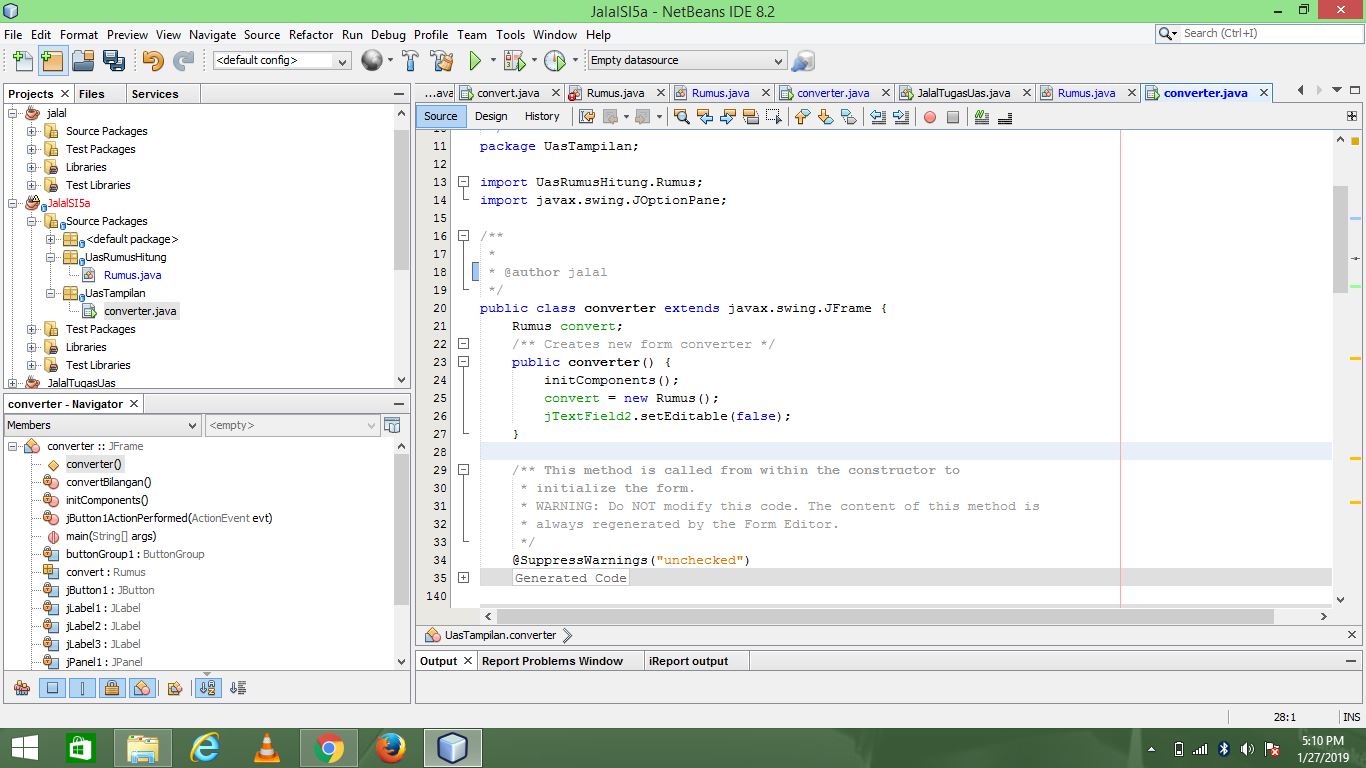 JalalSI5a - NetBeans IDE 8.2
File Edit Format Preview View Navigate Source Refactor Run Debug Profile Team Tools Window Help
Search (Ctrl+I)
<default config>
Empty datasource
Projects Files Services
...ava convert.java Rumus.java Rumus.java converter.java JalalTugasUas.java Rumus.java converter.java
Source Design History
jalal
Source Packages
Test Packages
Libraries
Test Libraries
JalalSI5a
Source Packages
<default package>
UasRumusHitung
Rumus.java
UasTampilan
converter.java
Test Packages
Libraries
Test Libraries
JalalTugasUas
converter - Navigator
Members <empty>
converter :: JFrame
converter()
convertBilangan()
initComponents()
jButton1ActionPerformed(ActionEvent evt)
main(String[] args)
buttonGroup1 : ButtonGroup
convert : Rumus
jButton1 : JButton
jLabel1 : JLabel
jLabel2 : JLabel
jLabel3 : JLabel
jPanel1 : JPanel
10 */
11 package UasTampilan;
12
13 import UasRumusHitung.Rumus;
14 import javax.swing.JOptionPane;
15
16 /**
17 *
18 * @author jalal
19 */
20 public class converter extends javax.swing.JFrame {
21 Rumus convert;
22 /** Creates new form converter */
23 public converter() {
24 initComponents();
25 convert = new Rumus();
26 jTextField2.setEditable(false);
27 }
28
29 /** This method is called from within the constructor to
30 * initialize the form.
31 * WARNING: Do NOT modify this code. The content of this method is
32 * always regenerated by the Form Editor.
33 */
34 @SuppressWarnings("unchecked")
35 Generated Code
140
UasTampilan.converter
Output Report Problems Window iReport output
28:1 INS
5:10 PM
1/27/2019